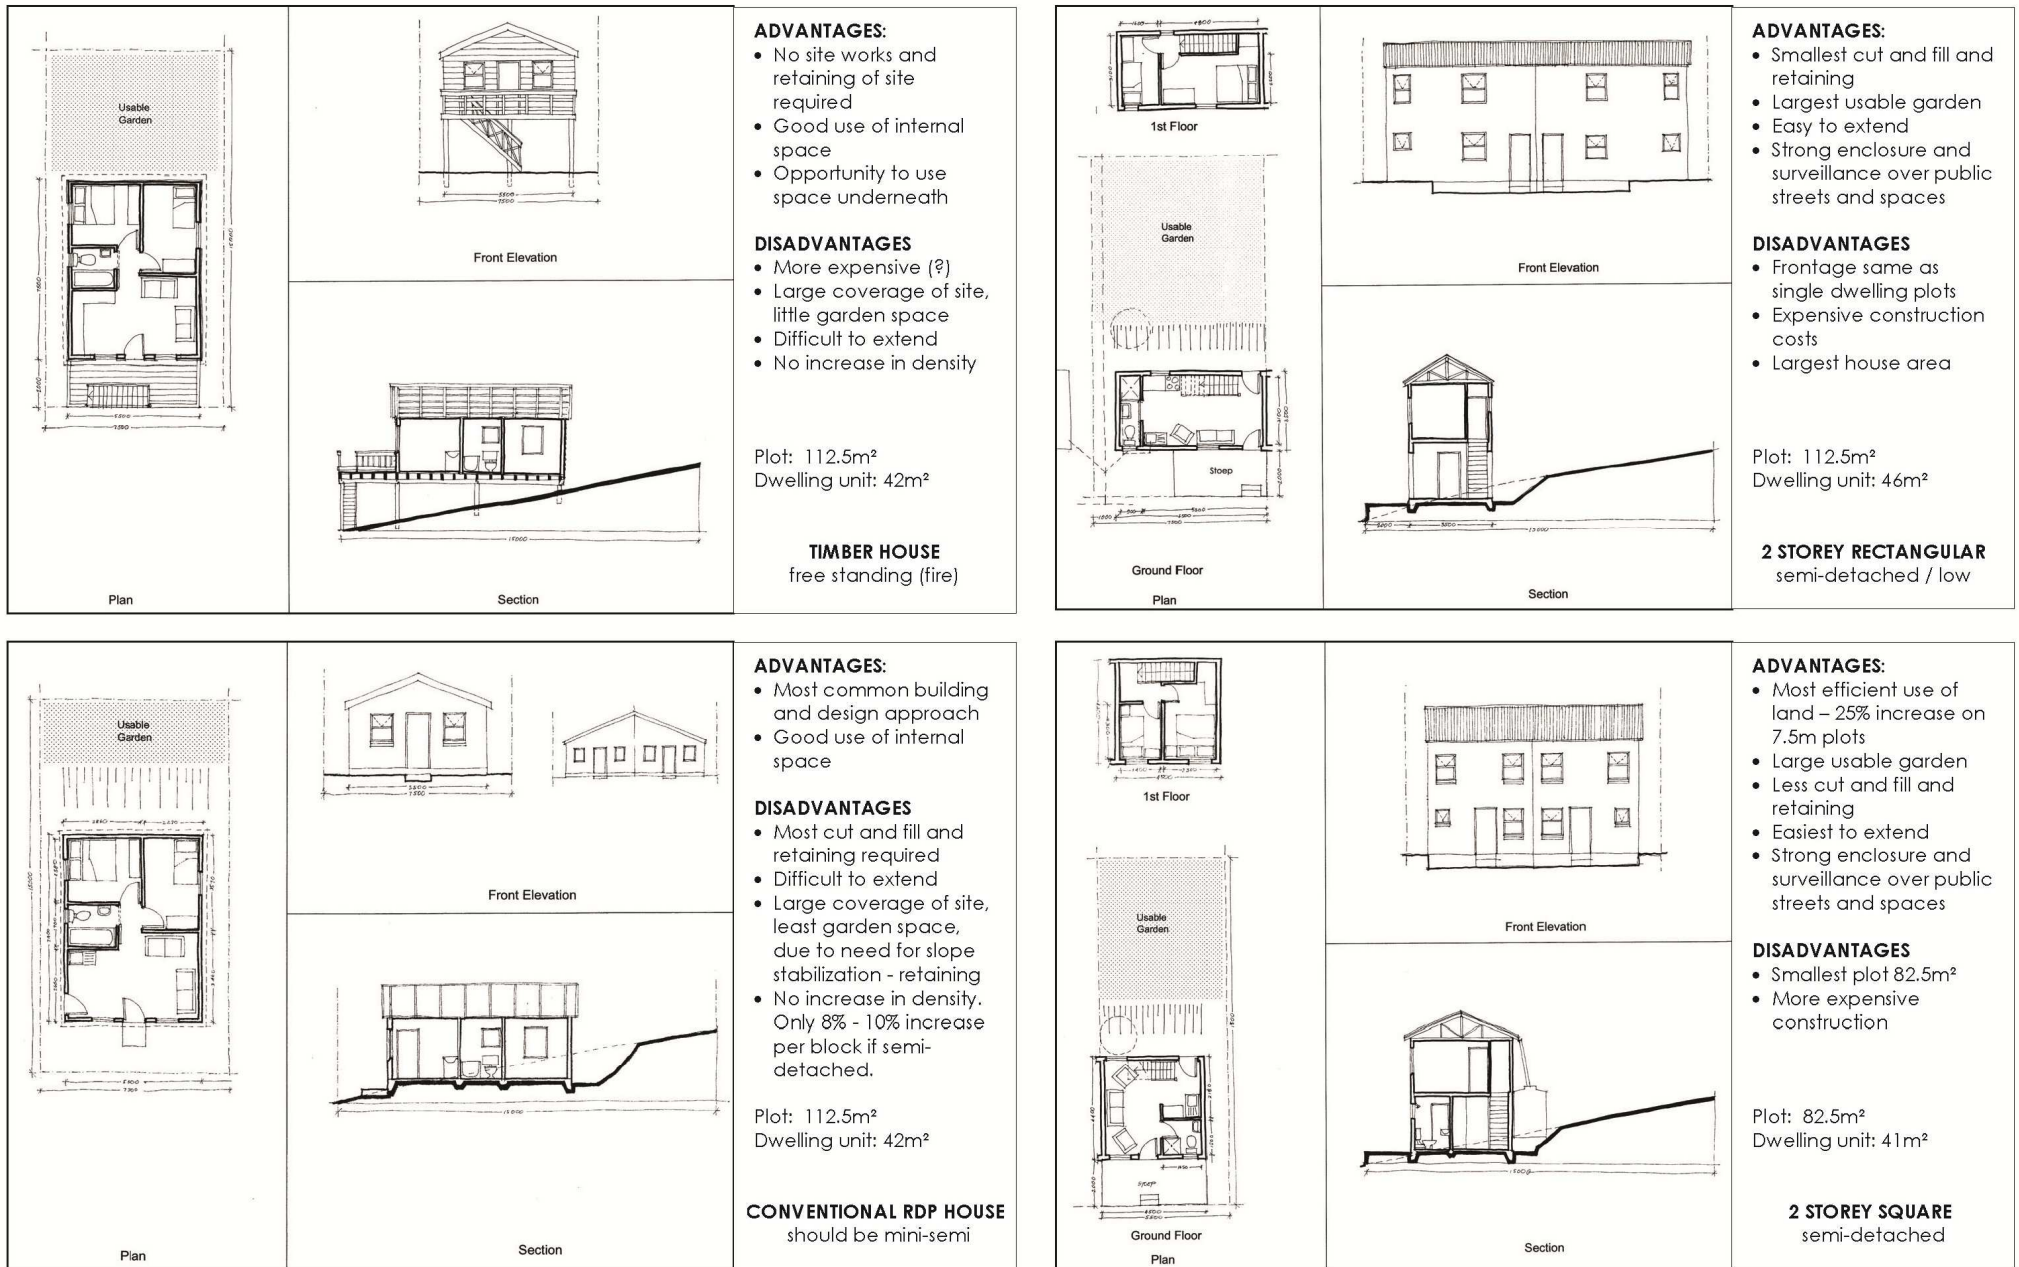 Usable
Garden
5500
7500
Plan
5500
7500
Front Elevation
15000
Section
ADVANTAGES:
• No site works and
retaining of site
required
• Good use of internal
space
• Opportunity to use
space underneath
DISADVANTAGES
• More expensive (?)
• Large coverage of site,
little garden space
• Difficult to extend
• No increase in density
Plot: 112.5m²
Dwelling unit: 42m²
TIMBER HOUSE
free standing (fire)
1st Floor
Usable
Garden
Stoep
Ground Floor
Plan
Front Elevation
Section
ADVANTAGES:
• Smallest cut and fill and
retaining
• Largest usable garden
• Easy to extend
• Strong enclosure and
surveillance over public
streets and spaces
DISADVANTAGES
• Frontage same as
single dwelling plots
• Expensive construction
costs
• Largest house area
Plot: 112.5m²
Dwelling unit: 46m²
2 STOREY RECTANGULAR
semi-detached / low
Usable
Garden
Plan
Front Elevation
15000
Section
ADVANTAGES:
• Most common building
and design approach
• Good use of internal
space
DISADVANTAGES
• Most cut and fill and
retaining required
• Difficult to extend
• Large coverage of site,
least garden space,
due to need for slope
stabilization - retaining
• No increase in density.
Only 8% - 10% increase
per block if semi-
detached.
Plot: 112.5m²
Dwelling unit: 42m²
CONVENTIONAL RDP HOUSE
should be mini-semi
1st Floor
Usable
Garden
STOEP
Ground Floor
Plan
Front Elevation
Section
ADVANTAGES:
• Most efficient use of
land – 25% increase on
7.5m plots
• Large usable garden
• Less cut and fill and
retaining
• Easiest to extend
• Strong enclosure and
surveillance over public
streets and spaces
DISADVANTAGES
• Smallest plot 82.5m²
• More expensive
construction
Plot: 82.5m²
Dwelling unit: 41m²
2 STOREY SQUARE
semi-detached